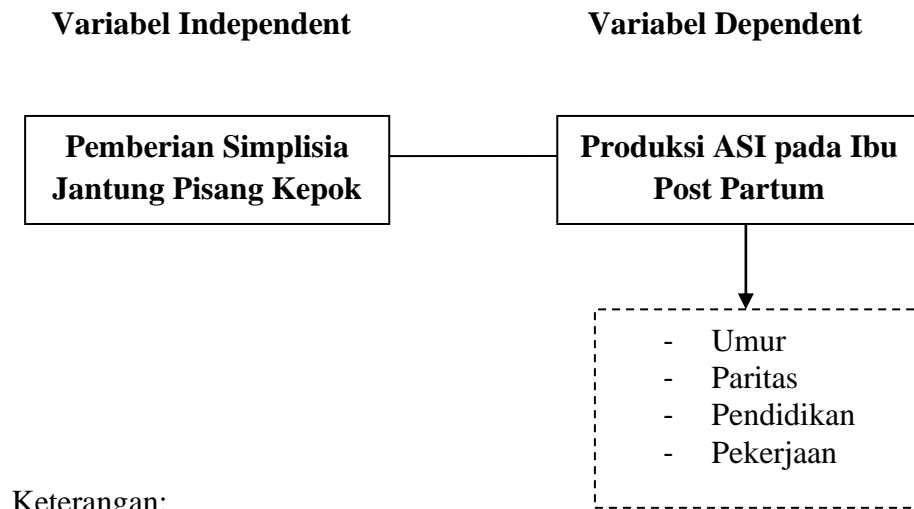 Variabel Independent
Variabel Dependent
Pemberian Simplisia
Jantung Pisang Kepok
Produksi ASI pada Ibu
Post Partum
- Umur
- Paritas
- Pendidikan
- Pekerjaan
Keterangan: